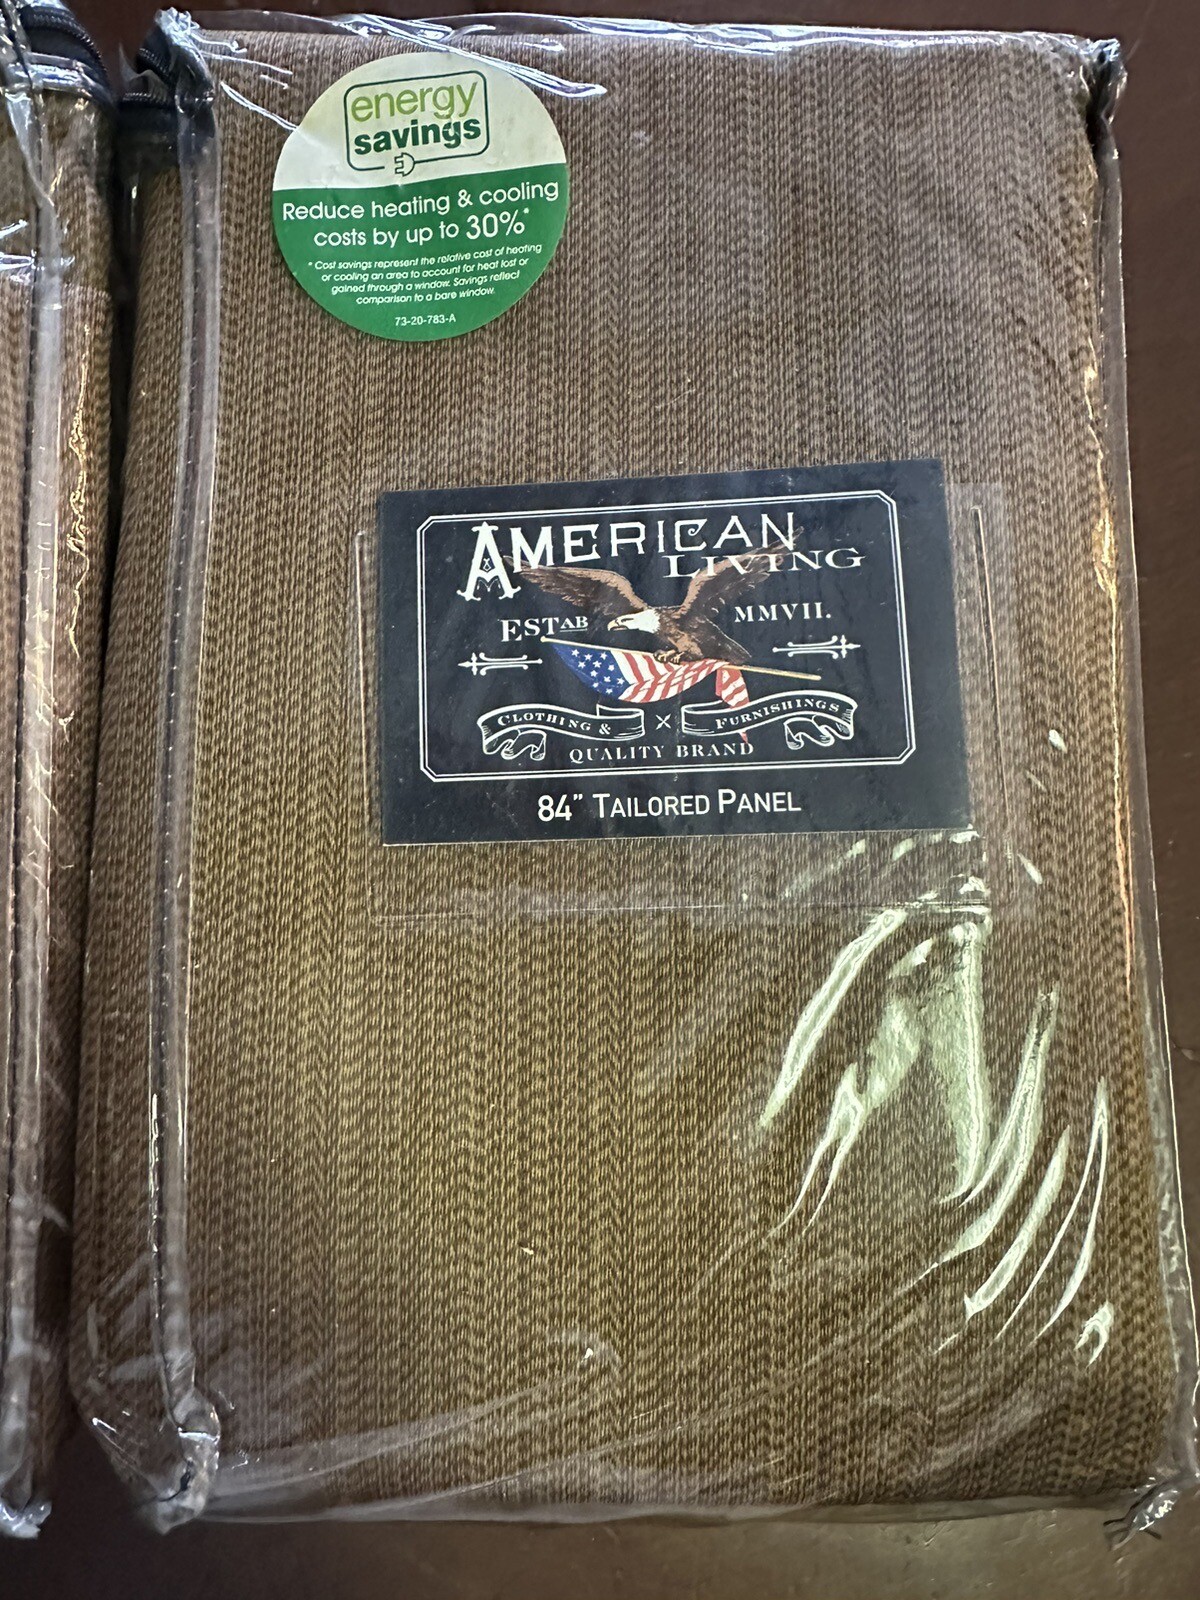 energy
savings
Reduce heating & cooling
costs by up to 30%*
* Cost savings represent the relative cost of heating
or cooling an area to account for heat lost or
gained through a window. Savings reflect
comparison to a bare window.
73-20-783-A
AMERICAN
LIVING
ESTAB MMVII.
CLOTHING & X FURNISHINGS
QUALITY BRAND
84” TAILORED PANEL